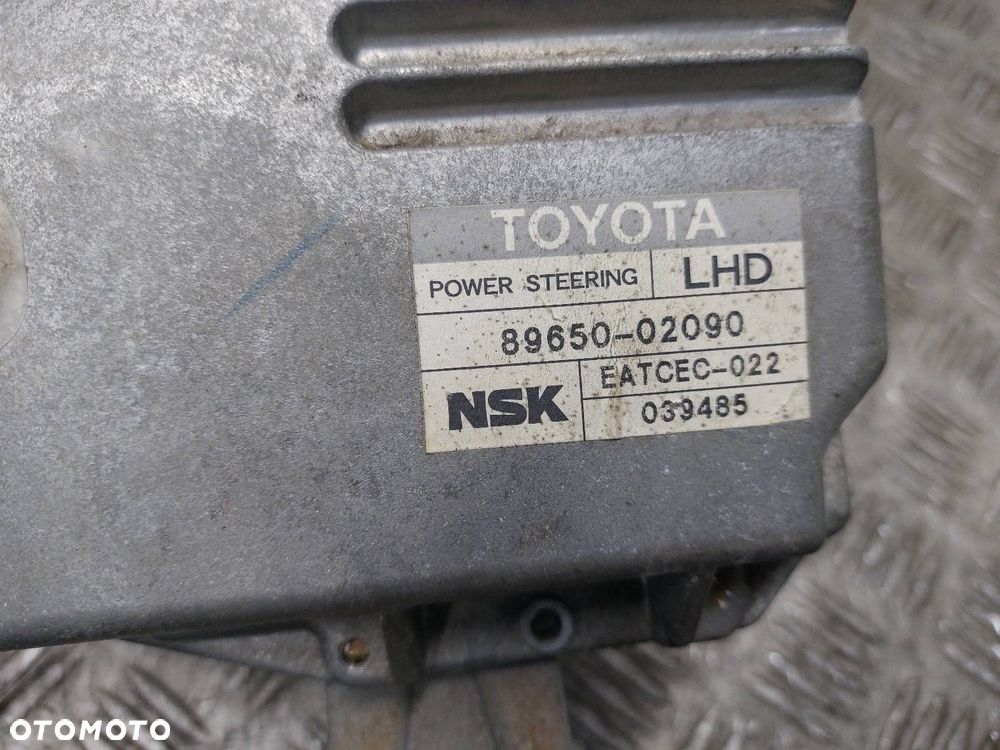 TOYOTA
POWER STEERING LHD
89650-02090
NSK EATCEC-022
039485
OTOMOTO